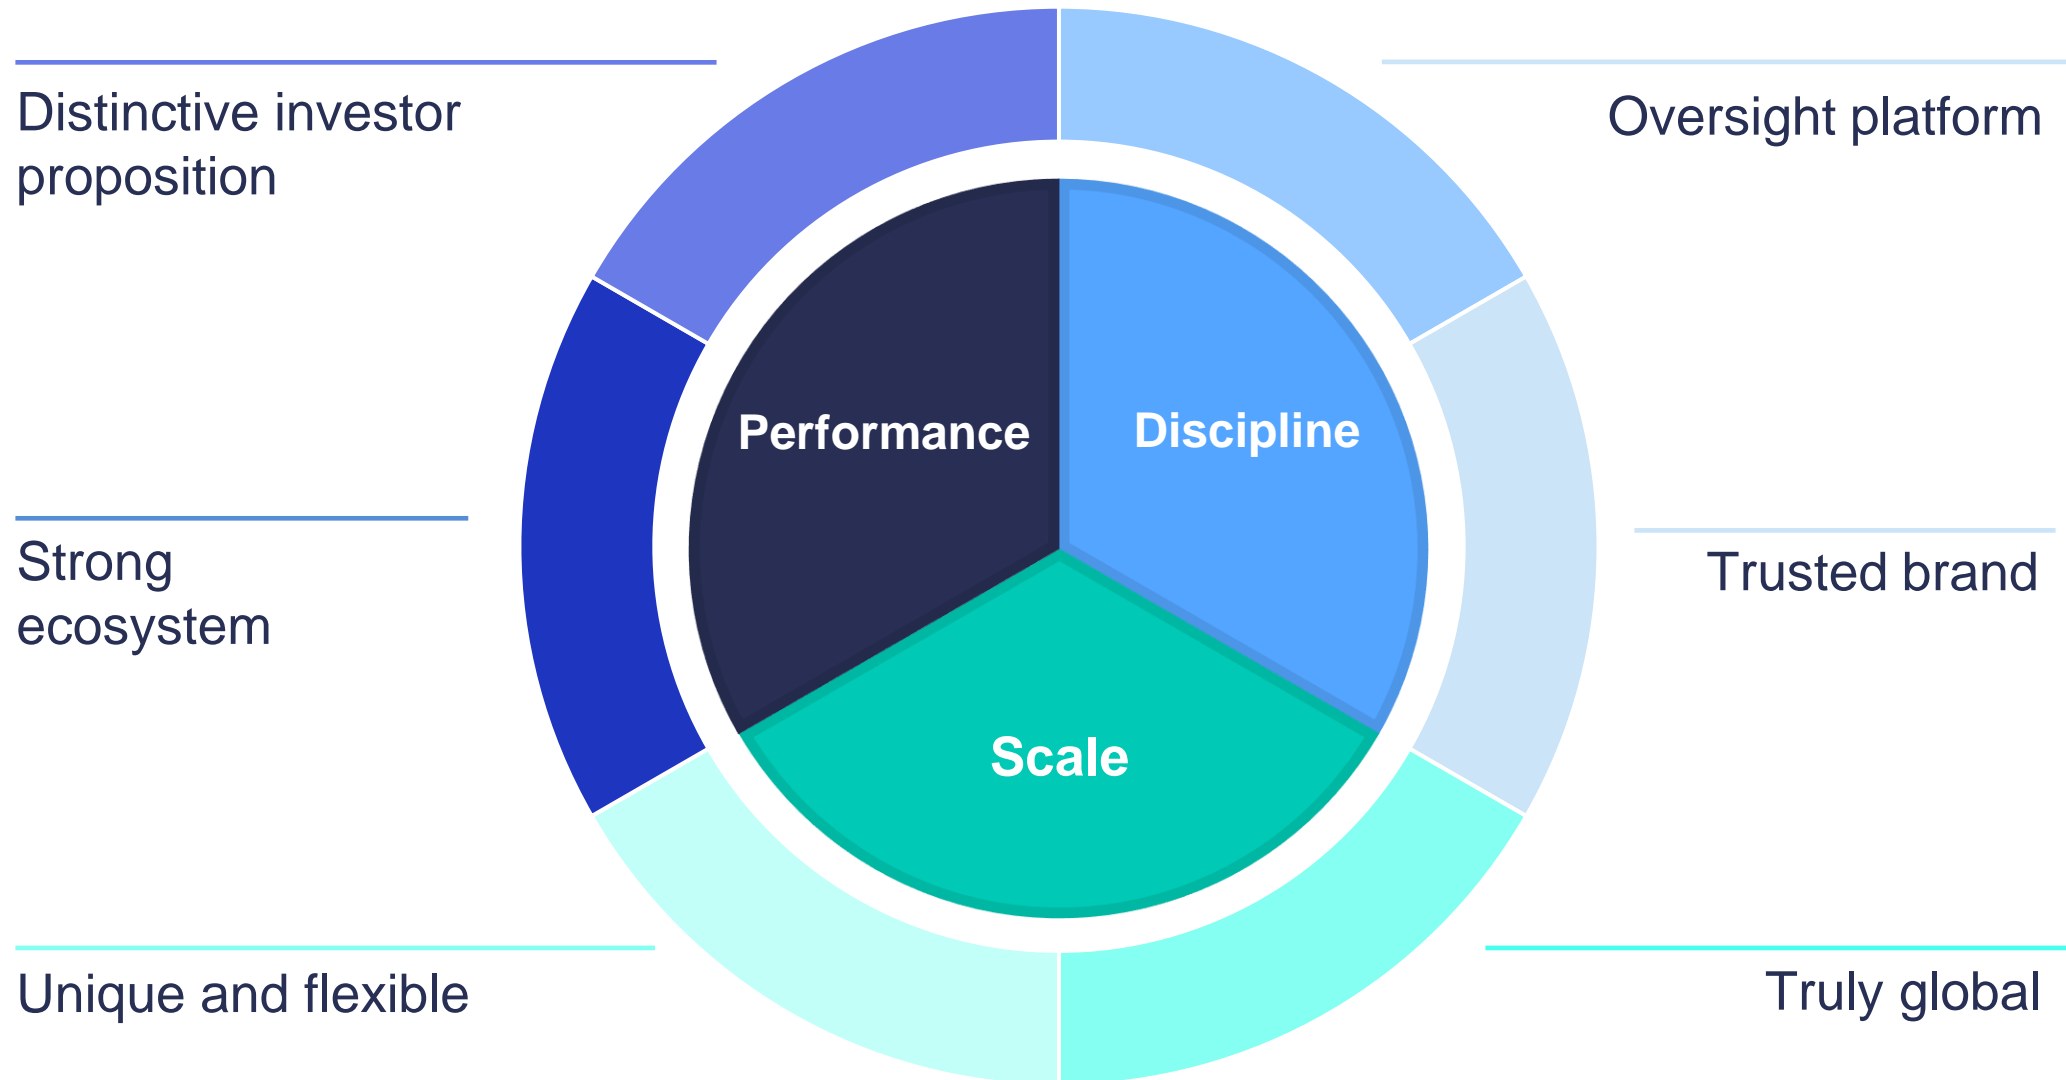 Distinctive investor
proposition
Oversight platform
Performance
Discipline
Strong
ecosystem
Trusted brand
Scale
Unique and flexible
Truly global